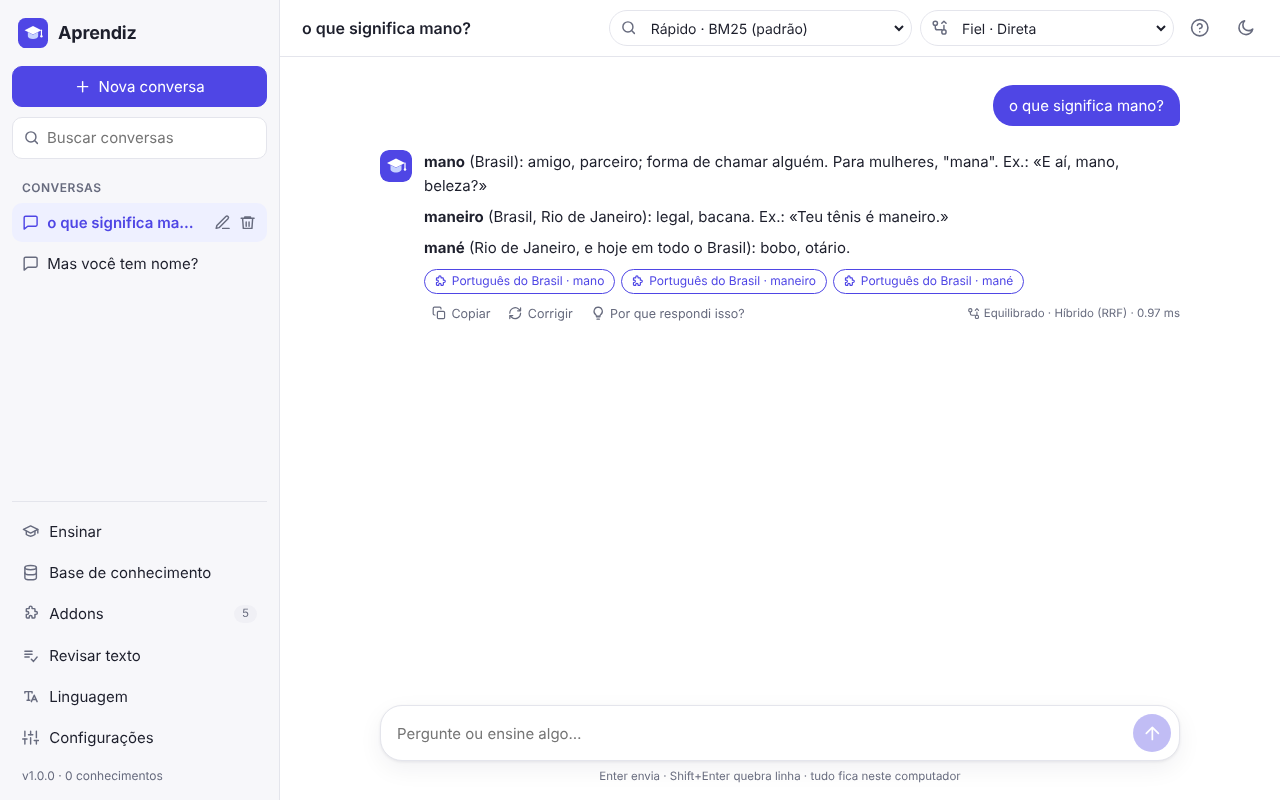 Aprendiz
Nova conversa
Buscar conversas
CONVERSAS
o que significa ma...
Mas você tem nome?
Ensinar
Base de conhecimento
Addons 5
Revisar texto
Linguagem
Configurações
v1.0.0 · 0 conhecimentos
o que significa mano?
Rápido · BM25 (padrão)
Fiel · Direta
o que significa mano?
mano (Brasil): amigo, parceiro; forma de chamar alguém. Para mulheres, "mana". Ex.: «E aí, mano,
beleza?»
maneiro (Brasil, Rio de Janeiro): legal, bacana. Ex.: «Teu tênis é maneiro.»
mané (Rio de Janeiro, e hoje em todo o Brasil): bobo, otário.
Português do Brasil · mano
Português do Brasil · maneiro
Português do Brasil · mané
Copiar
Corrigir
Por que respondi isso?
Equilibrado · Híbrido (RRF) · 0.97 ms
Pergunte ou ensine algo...
Enter envia · Shift+Enter quebra linha · tudo fica neste computador